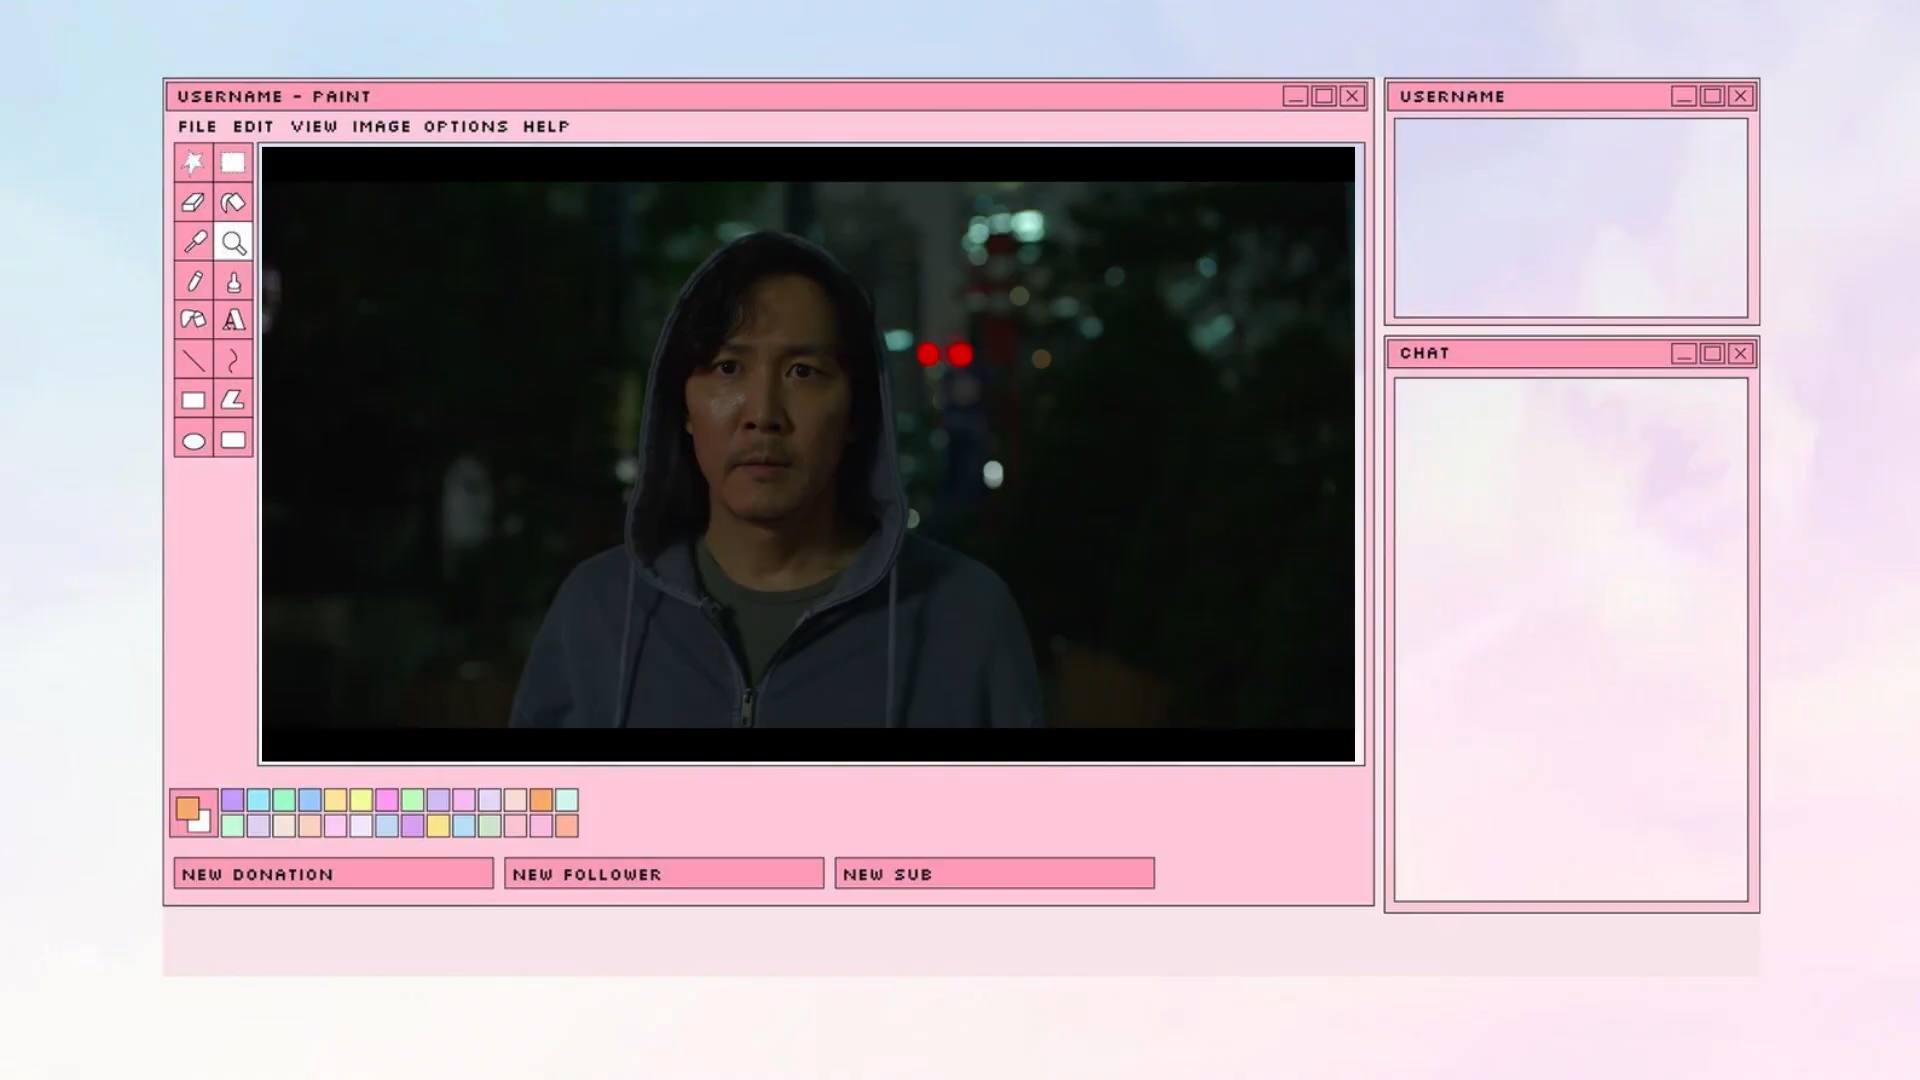 USERNAME - PAINT
FILE EDIT VIEW IMAGE OPTIONS HELP
A
NEW DONATION
NEW FOLLOWER
NEW SUB
USERNAME
CHAT